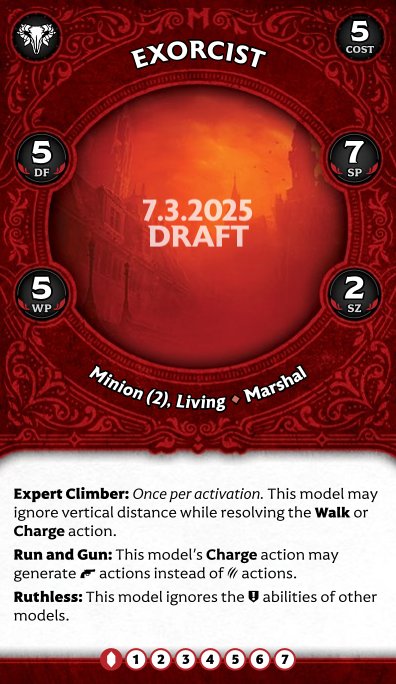 EXORCIST
5
COST
5
DF
7
SP
7.3.2025
DRAFT
5
WP
2
SZ
Minion (2), Living ♦ Marshal
Expert Climber: Once per activation. This model may
ignore vertical distance while resolving the Walk or
Charge action.
Run and Gun: This model's Charge action may
generate actions instead of actions.
Ruthless: This model ignores the abilities of other
models.
1 2 3 4 5 6 7